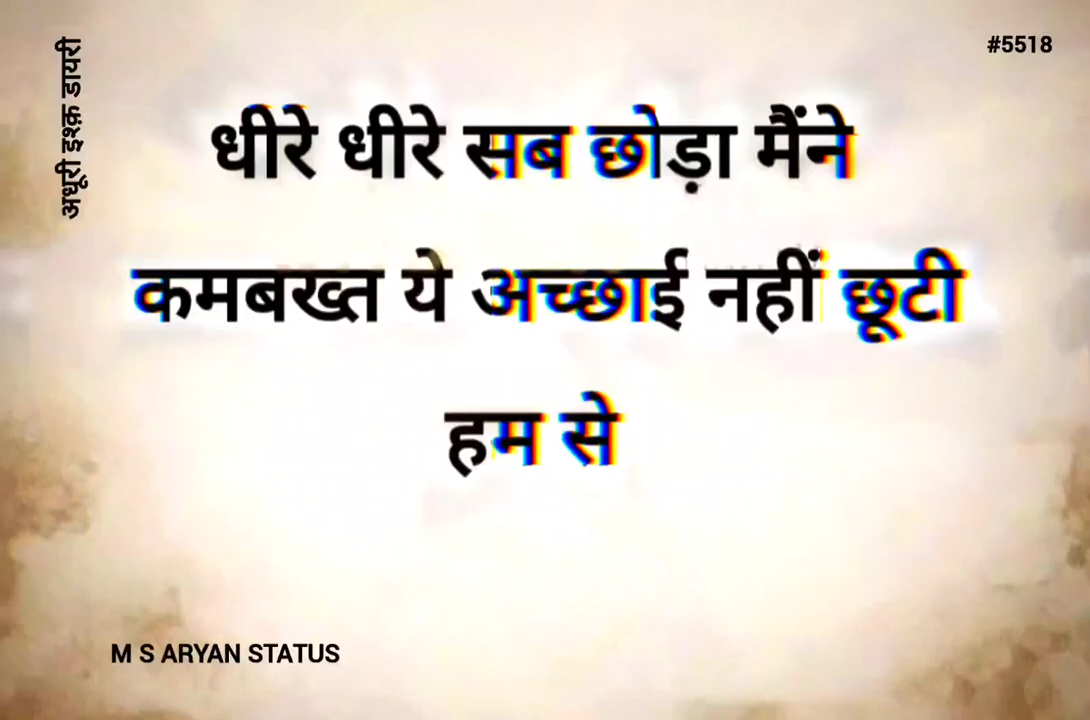 अधूरी इश्क़ डायरी
#5518
धीरे धीरे सब छोड़ा मैंने
कमबख्त ये अच्छाई नहीं छूटी
हम से
M S ARYAN STATUS